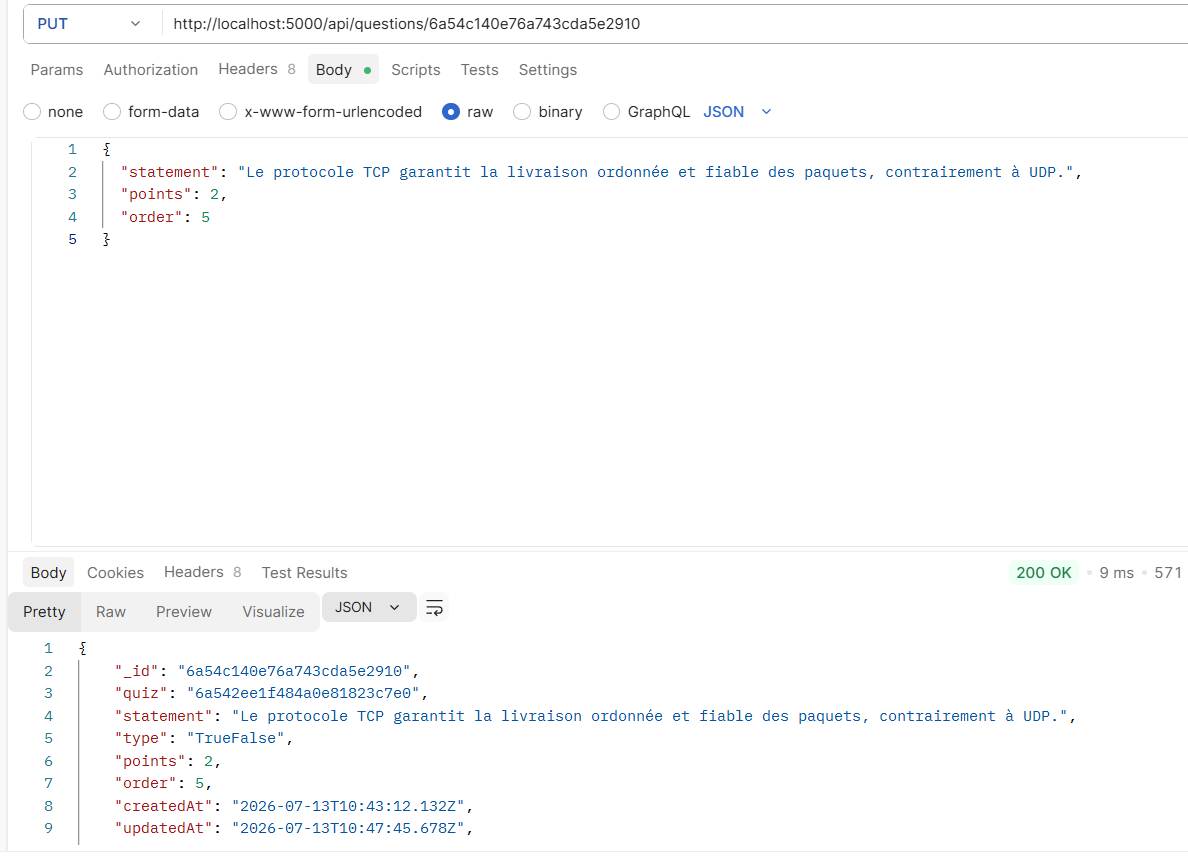 PUT http://localhost:5000/api/questions/6a54c140e76a743cda5e2910
Params Authorization Headers 8 Body Scripts Tests Settings
none form-data x-www-form-urlencoded raw binary GraphQL JSON
1 {
2 "statement": "Le protocole TCP garantit la livraison ordonnée et fiable des paquets, contrairement à UDP.",
3 "points": 2,
4 "order": 5
5 }
Body Cookies Headers 8 Test Results 200 OK • 9 ms • 571
Pretty Raw Preview Visualize JSON
1 {
2 "_id": "6a54c140e76a743cda5e2910",
3 "quiz": "6a542ee1f484a0e81823c7e0",
4 "statement": "Le protocole TCP garantit la livraison ordonnée et fiable des paquets, contrairement à UDP.",
5 "type": "TrueFalse",
6 "points": 2,
7 "order": 5,
8 "createdAt": "2026-07-13T10:43:12.132Z",
9 "updatedAt": "2026-07-13T10:47:45.678Z",